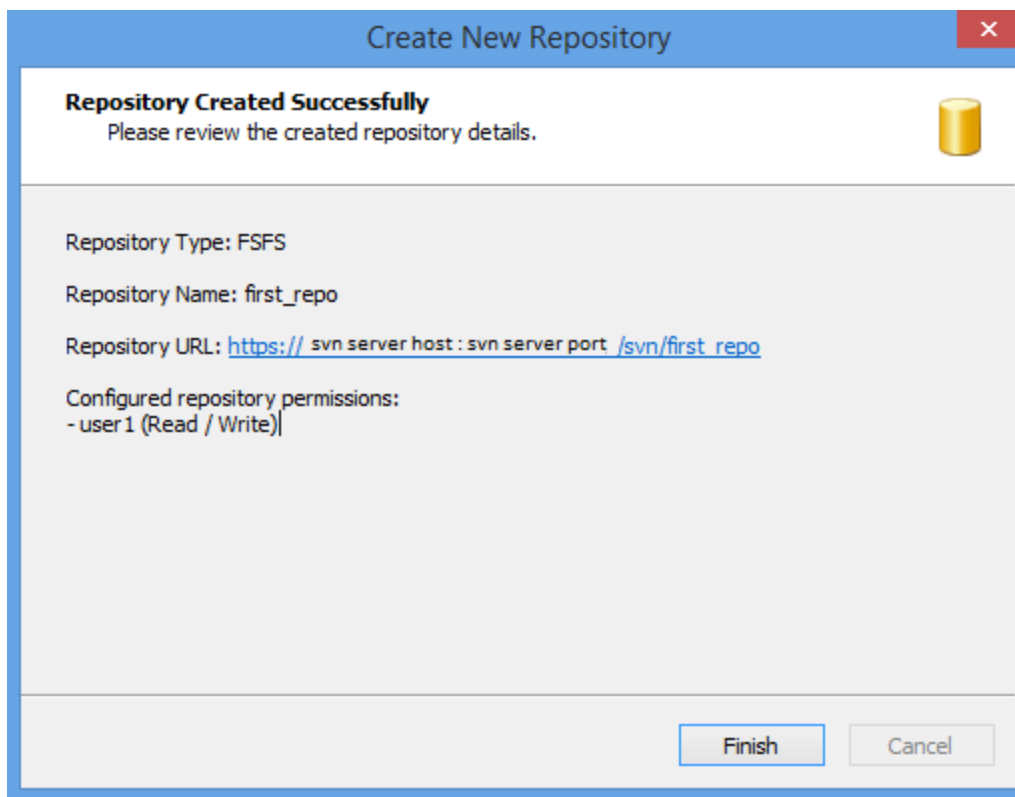 Create New Repository
Repository Created Successfully
Please review the created repository details.
Repository Type: FSFS
Repository Name: first_repo
Repository URL: https:// svn server host : svn server port /svn/first_repo
Configured repository permissions:
- user1 (Read / Write)
Finish
Cancel